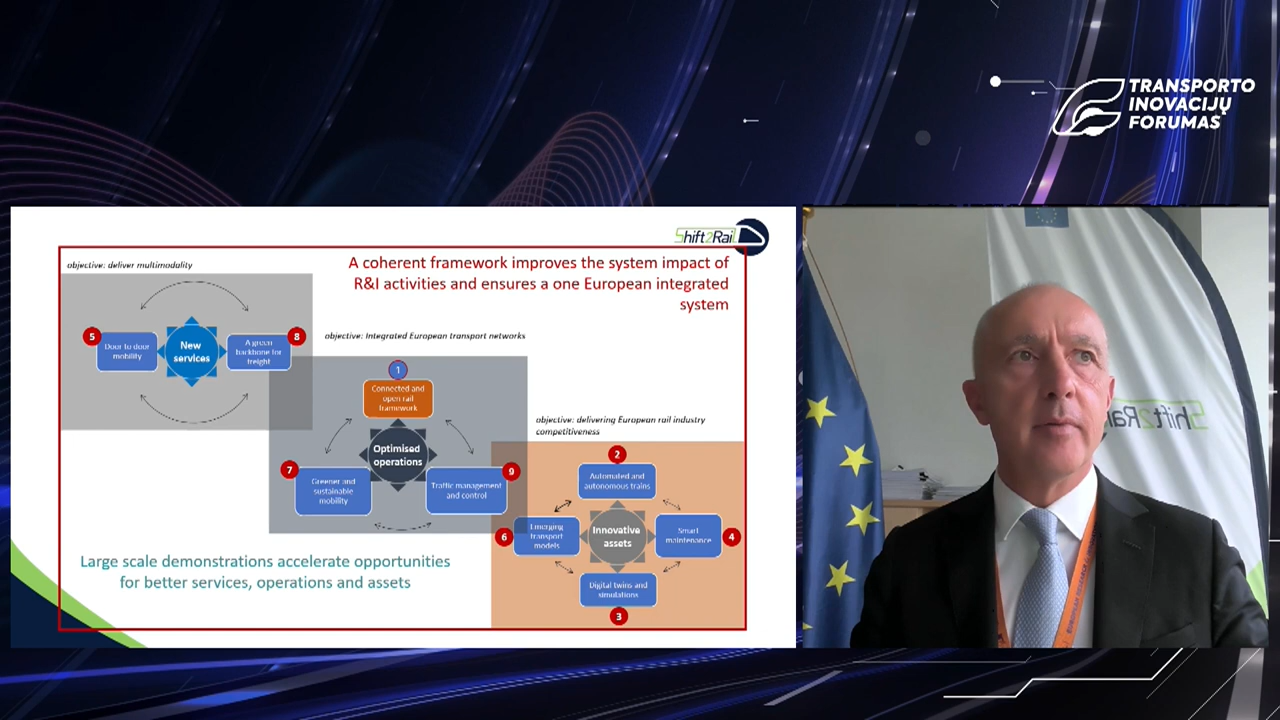 TRANSPORTO
INOVACIJŲ
FORUMAS
Shift2Rail
objective: deliver multimodality
A coherent framework improves the system impact of
R&I activities and ensures a one European integrated
system
5
Door to door
mobility
New
services
8
A green
backbone for
freight
objective: Integrated European transport networks
1
Connected and
open rail
framework
Optimised
operations
7
Greener and
sustainable
mobility
9
Traffic management
and control
objective: delivering European rail industry
competitiveness
2
Automated and
autonomous trains
6
Emerging
transport
models
Innovative
assets
Smart
maintenance
4
Digital twins and
simulations
3
Large scale demonstrations accelerate opportunities
for better services, operations and assets
Shift2Rail
EUROPEAN RESEARCH